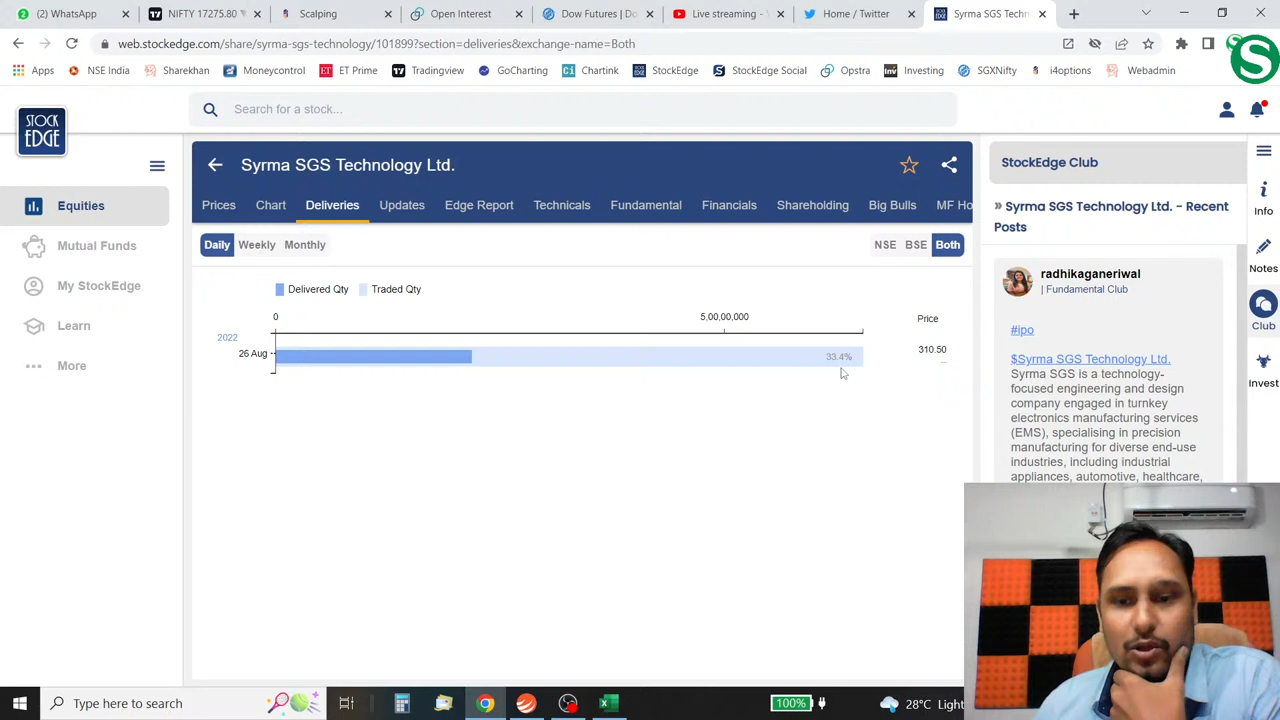 2
WhatsApp
NIFTY 17275.80
Scalping
Open Interest
Dow Futures | Do
Live streaming -
Home / Twitter
Syrma SGS Techn
web.stockedge.com/share/syrma-sgs-technology/101899?section=deliveries&exchange-name=Both
Apps
NSE India
Sharekhan
Moneycontrol
ET
ET Prime
Tradingview
GoCharting
Chartink
StockEdge
StockEdge Social
Opstra
Inv
Investing
SGXNifty
i4options
Webadmin
S
STOCK
EDGE
Search for a stock...
Syrma SGS Technology Ltd.
StockEdge Club
Equities
Prices
Chart
Deliveries
Updates
Edge Report
Technicals
Fundamental
Financials
Shareholding
Big Bulls
MF Ho
» Syrma SGS Technology Ltd. - Recent
Posts
Info
Mutual Funds
Daily
Weekly
Monthly
NSE
BSE
Both
Notes
My StockEdge
Delivered Qty
Traded Qty
radhikaganeriwal
| Fundamental Club
Learn
0
5,00,00,000
Price
#ipo
2022
26 Aug
33.4%
310.50
--
More
Club
$Syrma SGS Technology Ltd.
Syrma SGS is a technology-
focused engineering and design
company engaged in turnkey
electronics manufacturing services
(EMS), specialising in precision
manufacturing for diverse end-use
industries, including industrial
appliances, automotive, healthcare,
Invest
Type here to search
100%
28°C Light